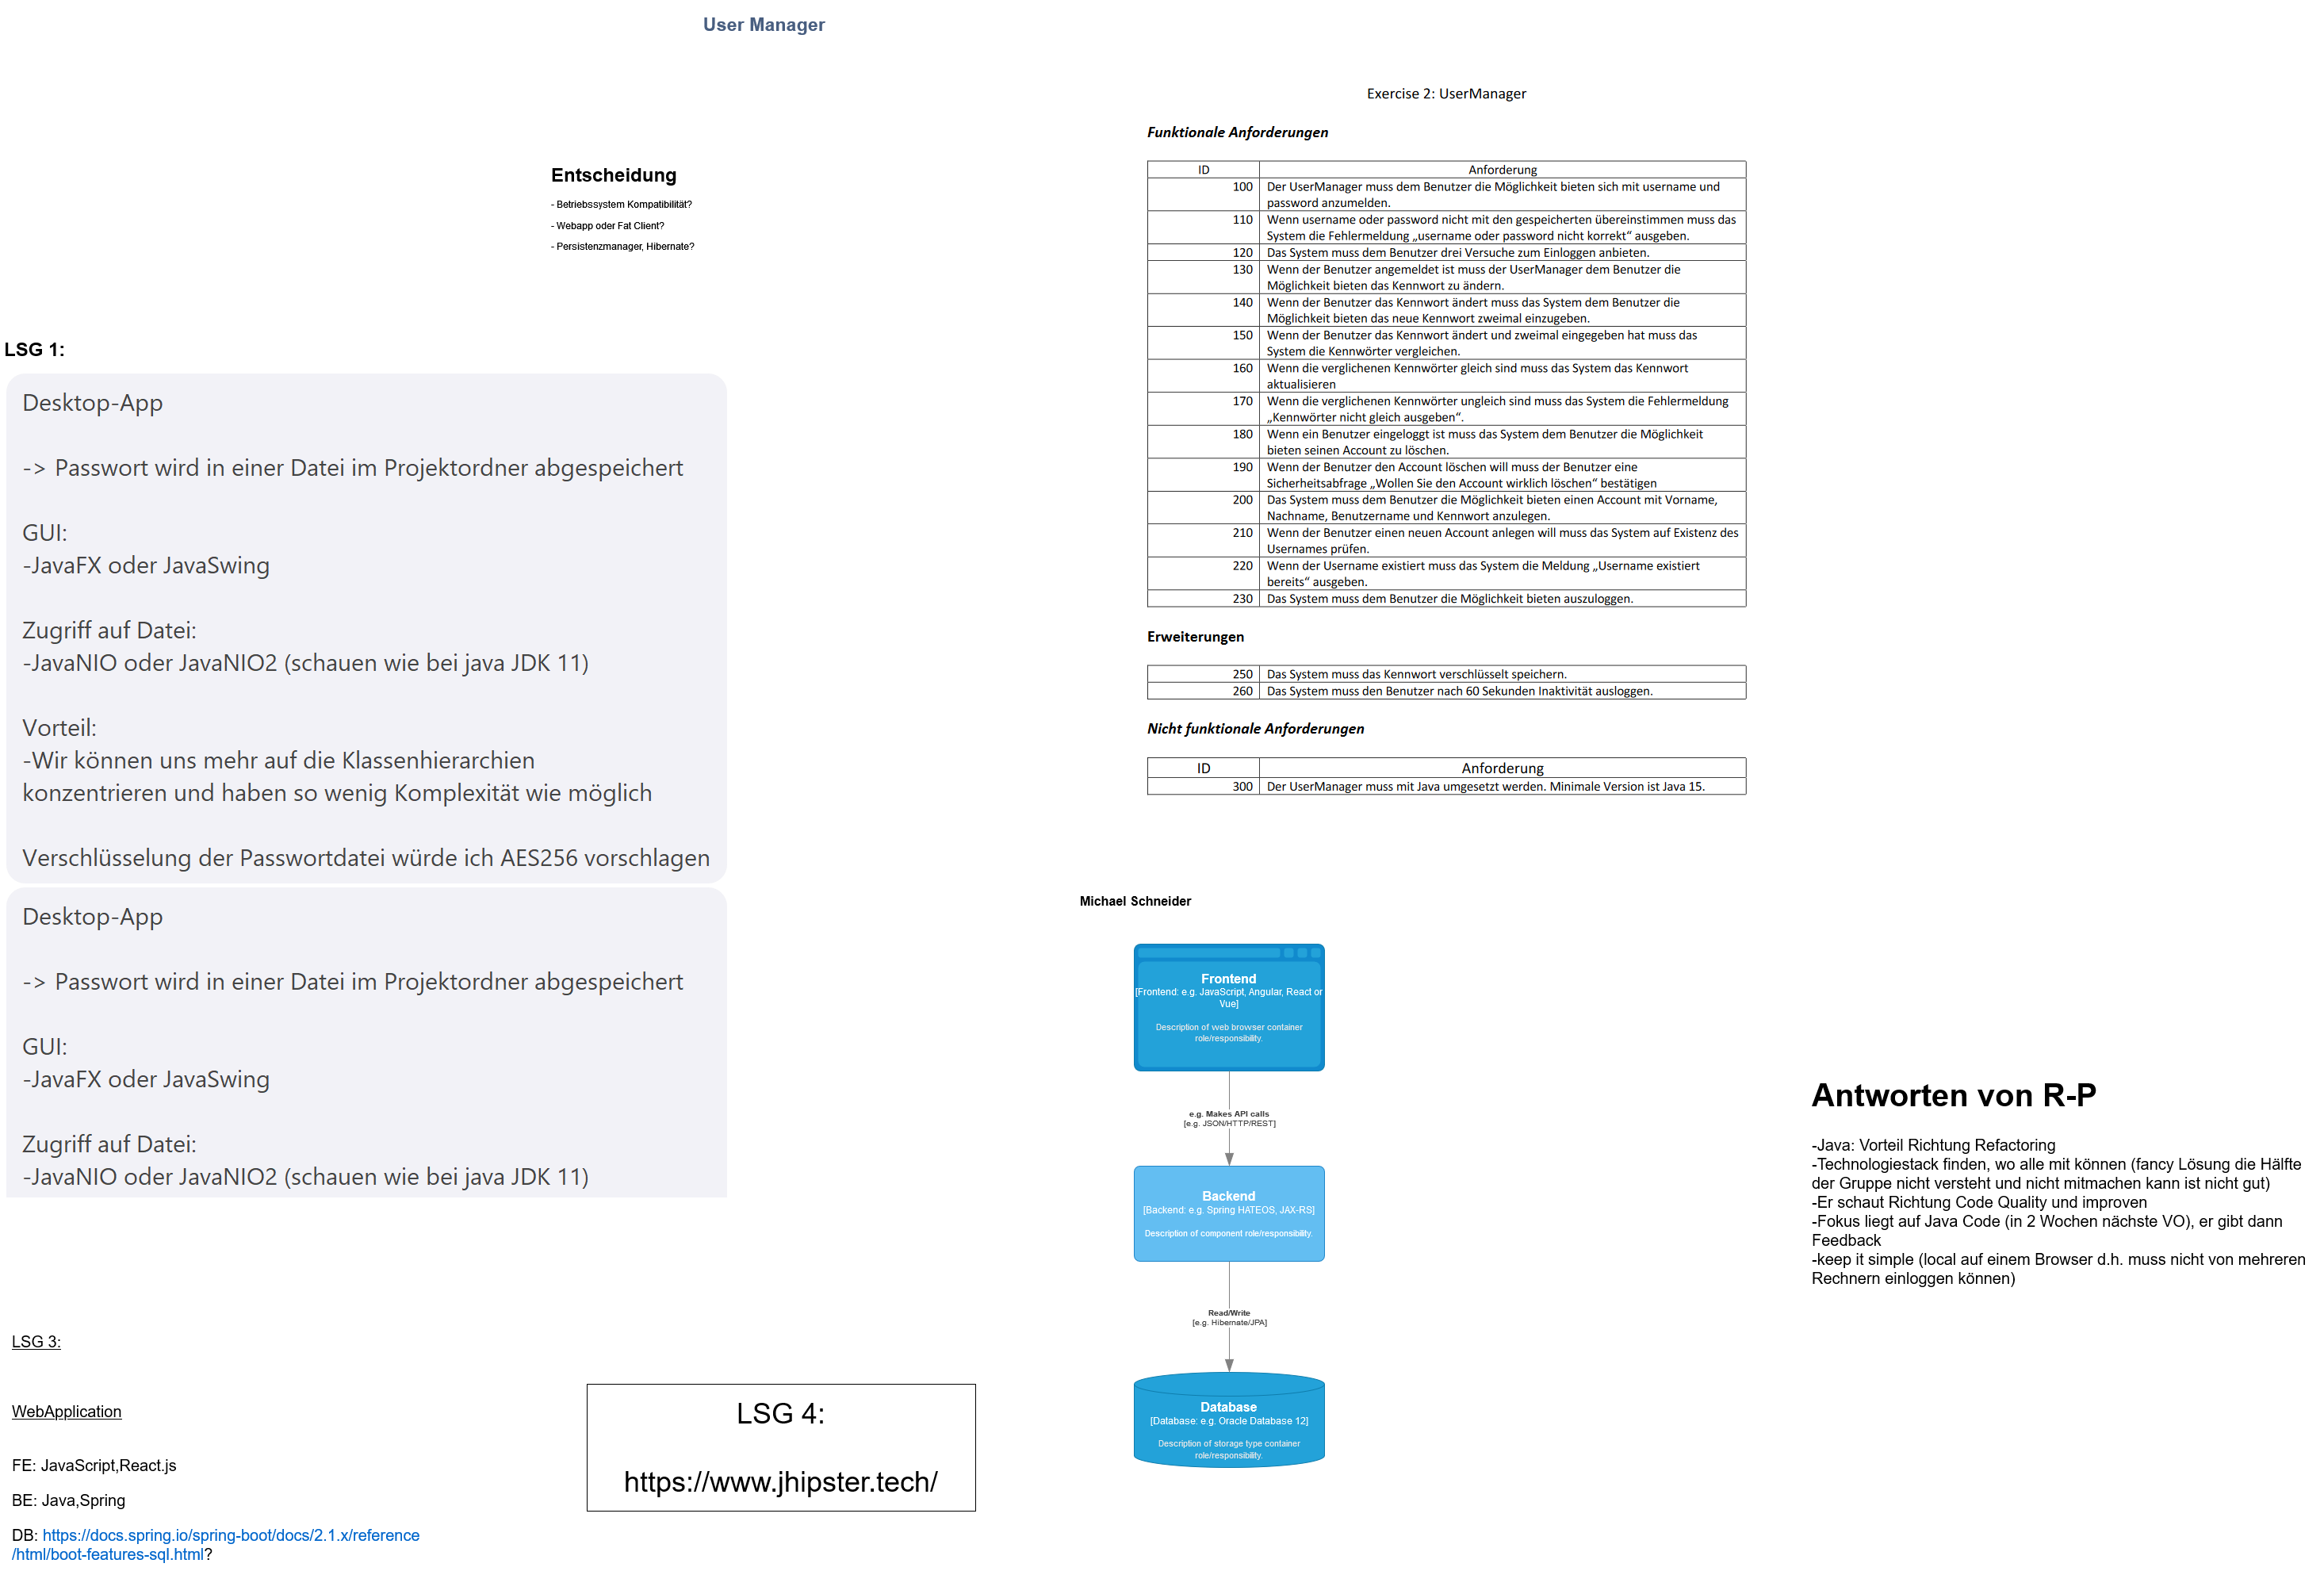 User Manager
Entscheidung
- Betriebssystem Kompatibilität?
- Webapp oder Fat Client?
- Persistenzmanager, Hibernate?
LSG 1:
Desktop-App
-> Passwort wird in einer Datei im Projektordner abgespeichert
GUI:
-JavaFX oder JavaSwing
Zugriff auf Datei:
-JavaNIO oder JavaNIO2 (schauen wie bei java JDK 11)
Vorteil:
-Wir können uns mehr auf die Klassenhierarchien
konzentrieren und haben so wenig Komplexität wie möglich
Verschlüsselung der Passwortdatei würde ich AES256 vorschlagen
Desktop-App
-> Passwort wird in einer Datei im Projektordner abgespeichert
GUI:
-JavaFX oder JavaSwing
Zugriff auf Datei:
-JavaNIO oder JavaNIO2 (schauen wie bei java JDK 11)
Exercise 2: UserManager
Funktionale Anforderungen
ID Anforderung
100 Der UserManager muss dem Benutzer die Möglichkeit bieten sich mit username und
password anzumelden.
110 Wenn username oder password nicht mit den gespeicherten übereinstimmen muss das
System die Fehlermeldung „username oder password nicht korrekt“ ausgeben.
120 Das System muss dem Benutzer drei Versuche zum Einloggen anbieten.
130 Wenn der Benutzer angemeldet ist muss der UserManager dem Benutzer die
Möglichkeit bieten das Kennwort zu ändern.
140 Wenn der Benutzer das Kennwort ändert muss das System dem Benutzer die
Möglichkeit bieten das neue Kennwort zweimal einzugeben.
150 Wenn der Benutzer das Kennwort ändert und zweimal eingegeben hat muss das
System die Kennwörter vergleichen.
160 Wenn die verglichenen Kennwörter gleich sind muss das System das Kennwort
aktualisieren
170 Wenn die verglichenen Kennwörter ungleich sind muss das System die Fehlermeldung
„Kennwörter nicht gleich ausgeben“.
180 Wenn ein Benutzer eingeloggt ist muss das System dem Benutzer die Möglichkeit
bieten seinen Account zu löschen.
190 Wenn der Benutzer den Account löschen will muss der Benutzer eine
Sicherheitsabfrage „Wollen Sie den Account wirklich löschen“ bestätigen
200 Das System muss dem Benutzer die Möglichkeit bieten einen Account mit Vorname,
Nachname, Benutzername und Kennwort anzulegen.
210 Wenn der Benutzer einen neuen Account anlegen will muss das System auf Existenz des
Usernames prüfen.
220 Wenn der Username existiert muss das System die Meldung „Username existiert
bereits“ ausgeben.
230 Das System muss dem Benutzer die Möglichkeit bieten auszuloggen.
Erweiterungen
250 Das System muss das Kennwort verschlüsselt speichern.
260 Das System muss den Benutzer nach 60 Sekunden Inaktivität ausloggen.
Nicht funktionale Anforderungen
ID Anforderung
300 Der UserManager muss mit Java umgesetzt werden. Minimale Version ist Java 15.
Michael Schneider
Frontend
[Frontend: e.g. JavaScript, Angular, React or
Vue]
Description of web browser container
role/responsibility.
e.g. Makes API calls
[e.g. JSON/HTTP/REST]
Backend
[Backend: e.g. Spring HATEOS, JAX-RS]
Description of component role/responsibility.
Read/Write
[e.g. Hibernate/JPA]
Database
[Database: e.g. Oracle Database 12]
Description of storage type container
role/responsibility.
Antworten von R-P
-Java: Vorteil Richtung Refactoring
-Technologiestack finden, wo alle mit können (fancy Lösung die Hälfte
der Gruppe nicht versteht und nicht mitmachen kann ist nicht gut)
-Er schaut Richtung Code Quality und improven
-Fokus liegt auf Java Code (in 2 Wochen nächste VO), er gibt dann
Feedback
-keep it simple (local auf einem Browser d.h. muss nicht von mehreren
Rechnern einloggen können)
LSG 3:
WebApplication
FE: JavaScript,React.js
BE: Java,Spring
DB: https://docs.spring.io/spring-boot/docs/2.1.x/reference
/html/boot-features-sql.html?
LSG 4:
https://www.jhipster.tech/